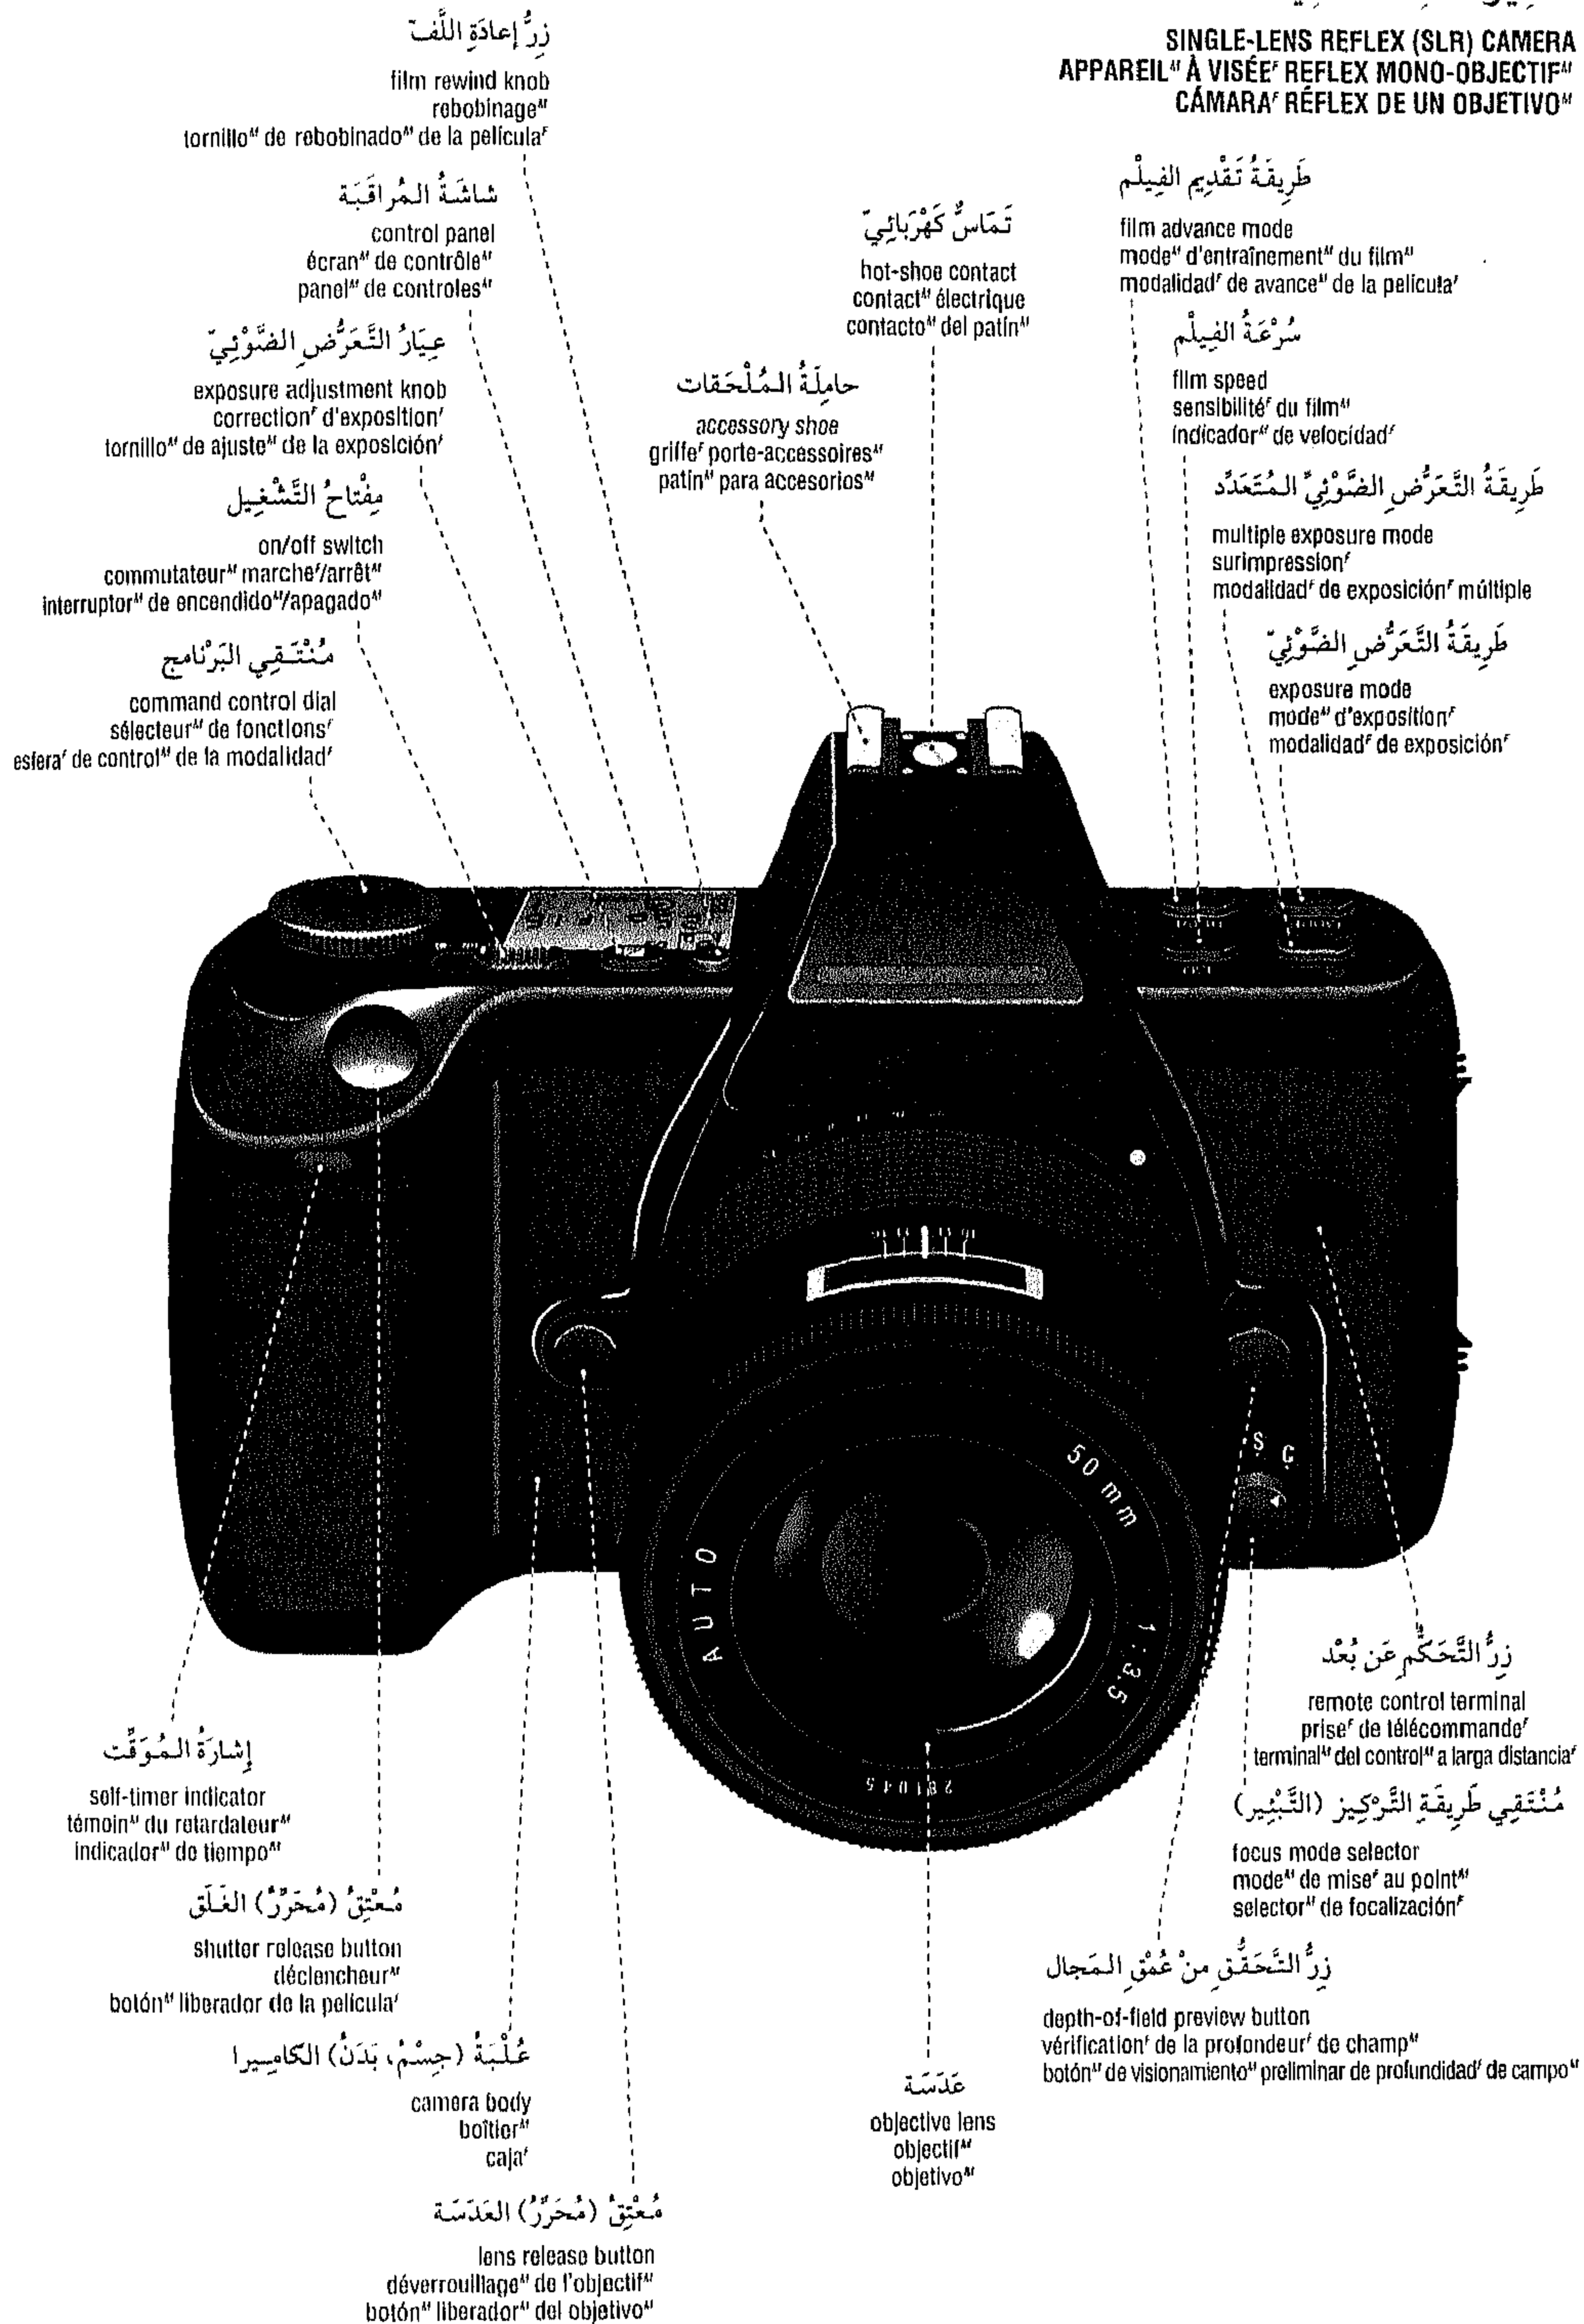 SINGLE-LENS REFLEX (SLR) CAMERA
APPAREILᴹ À VISÉEꟳ REFLEX MONO-OBJECTIFᴹ
CÁMARAꟳ RÉFLEX DE UN OBJETIVOᴹ
زِرُّ إعادَةِ اللَّفّ
film rewind knob
rebobinageᴹ
tornilloᴹ de rebobinadoᴹ de la películaꟳ
شاشَةُ المُراقَبَة
control panel
écranᴹ de contrôleᴹ
panelᴹ de controlesᴹ
عِيَارُ التَّعَرُّضِ الضَّوْئِيّ
exposure adjustment knob
correctionꟳ d'expositionꟳ
tornilloᴹ de ajusteᴹ de la exposiciónꟳ
مِفْتاحُ التَّشْغِيل
on/off switch
commutateurᴹ marcheꟳ/arrêtᴹ
interruptorᴹ de encendidoᴹ/apagadoᴹ
مُنْتَقِي البَرْنامج
command control dial
sélecteurᴹ de fonctionsꟳ
esferaꟳ de controlᴹ de la modalidadꟳ
تَمَاسٌّ كَهْرَبائِيّ
hot-shoe contact
contactᴹ électrique
contactoᴹ del patínᴹ
حامِلَةُ المُلْحَقات
accessory shoe
griffeꟳ porte-accessoiresᴹ
patínᴹ para accesoriosᴹ
طَرِيقَةُ تَقْدِيم الفِيلْم
film advance mode
modeᴹ d'entraînementᴹ du filmᴹ
modalidadꟳ de avanceᴹ de la películaꟳ
سُرْعَةُ الفِيلْم
film speed
sensibilitéꟳ du filmᴹ
indicadorᴹ de velocidadꟳ
طَرِيقَةُ التَّعَرُّضِ الضَّوْئِيِّ المُتَعَدِّد
multiple exposure mode
surimpressionꟳ
modalidadꟳ de exposiciónꟳ múltiple
طَرِيقَةُ التَّعَرُّضِ الضَّوْئِيّ
exposure mode
modeᴹ d'expositionꟳ
modalidadꟳ de exposiciónꟳ
S C
AUTO
50 mm
1:3,5
زِرُّ التَّحَكُّمِ عَن بُعْد
remote control terminal
priseꟳ de télécommandeꟳ
terminalᴹ del controlᴹ a larga distanciaꟳ
مُنْتَقِي طَرِيقَةِ التَّرْكِيز (التَّبْئِير)
focus mode selector
modeᴹ de miseꟳ au pointᴹ
selectorᴹ de focalizaciónꟳ
زِرُّ التَّحَقُّقِ مِنْ عُمْقِ المَجال
depth-of-field preview button
vérificationꟳ de la profondeurꟳ de champᴹ
botónᴹ de visionamientoᴹ preliminar de profundidadꟳ de campoᴹ
إشارَةُ المُوَقِّت
self-timer indicator
témoinᴹ du retardateurᴹ
indicadorᴹ de tiempoᴹ
مُعْتِقُ (مُحَرِّرُ) الغَلَق
shutter release button
déclencheurᴹ
botónᴹ liberador de la películaꟳ
عُلْبَةُ (جِسْمُ، بَدَنُ) الكامِيرا
camera body
boîtierᴹ
cajaꟳ
مُعْتِقُ (مُحَرِّرُ) العَدَسَة
lens release button
déverrouillageᴹ de l'objectifᴹ
botónᴹ liberadorᴹ del objetivoᴹ
عَدَسَة
objective lens
objectifᴹ
objetivoᴹ